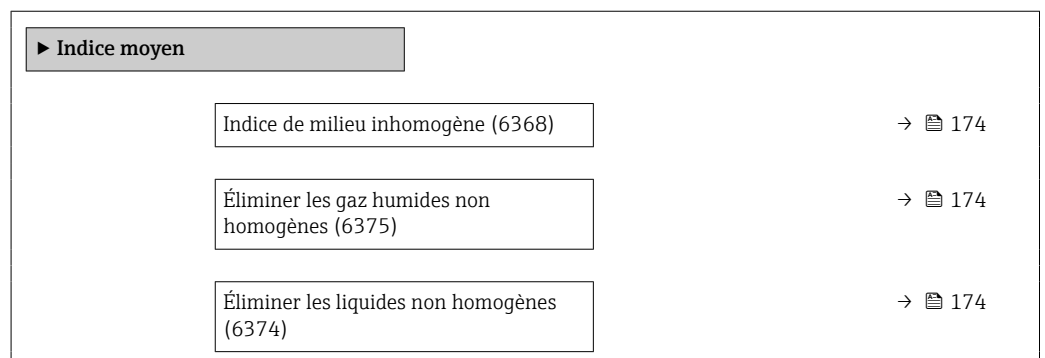 ► Indice moyen
Indice de milieu inhomogène (6368) → 174
Éliminer les gaz humides non
homogènes (6375) → 174
Éliminer les liquides non homogènes
(6374) → 174